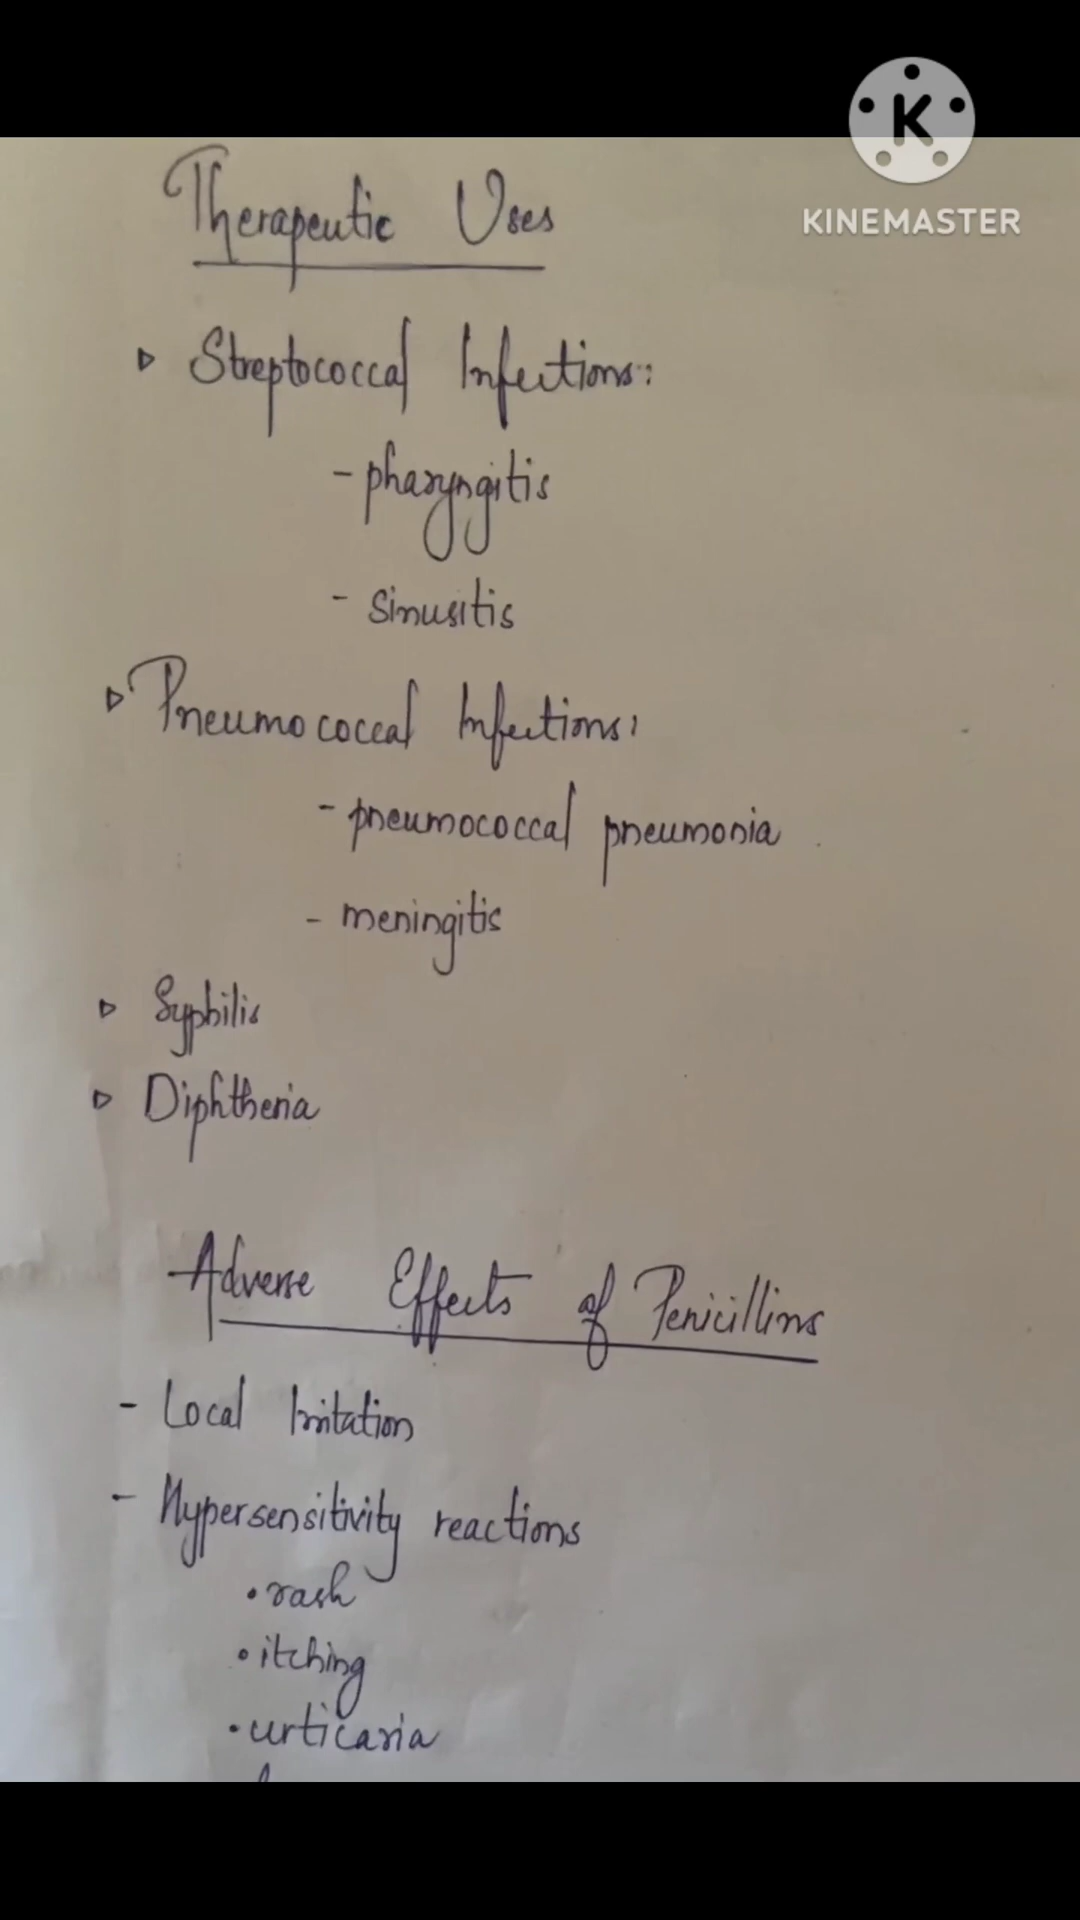 KINEMASTER
Therapeutic Uses
▹ Streptococcal Infections:
- pharyngitis
- sinusitis
▹ Pneumococcal Infections:
- pneumococcal pneumonia
- meningitis
▹ Syphilis
▹ Diphtheria
Adverse Effects of Penicillins
- Local Irritation
- Hypersensitivity reactions
• rash
• itching
• urticaria